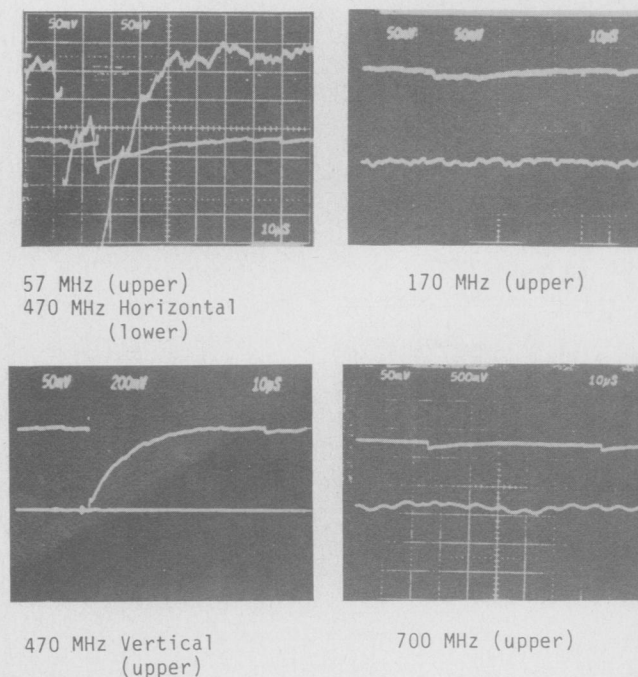 50mV 50mV
10µS
50mV 50mV 10µS
57 MHz (upper)
470 MHz Horizontal
(lower)
170 MHz (upper)
50mV 200mV 10µS
50mV 500mV 10µS
470 MHz Vertical
(upper)
700 MHz (upper)